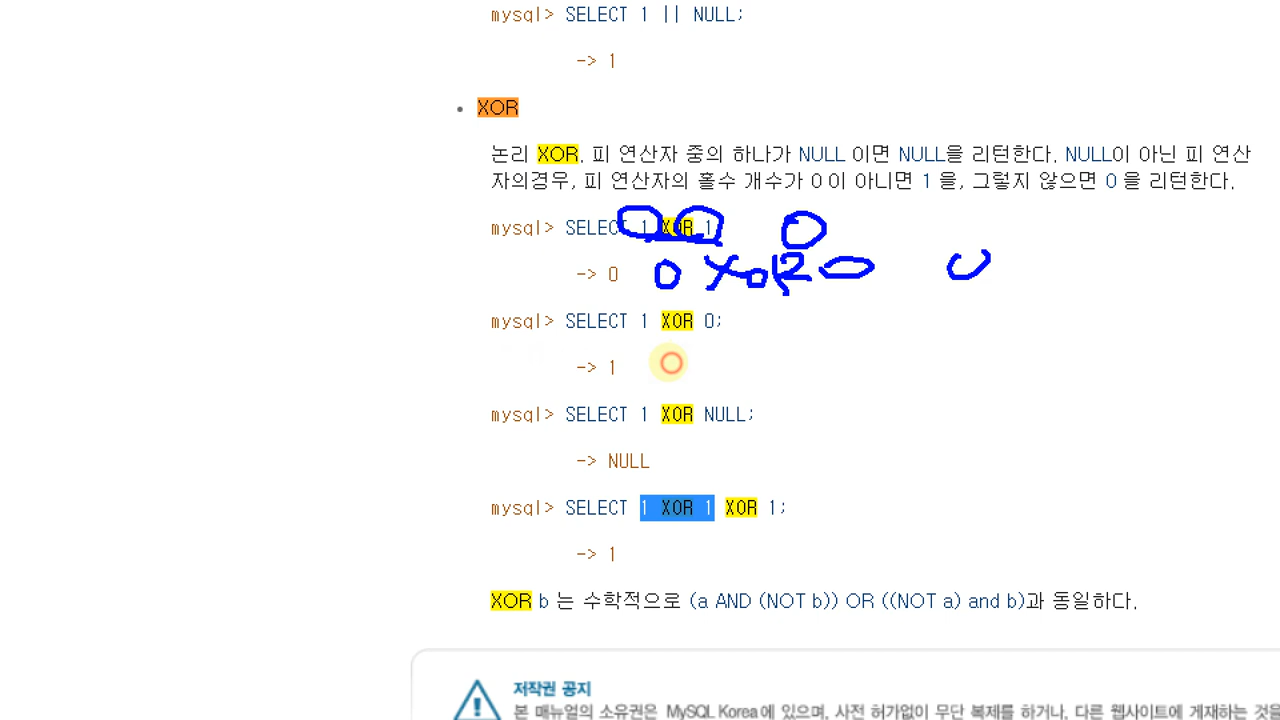 mysql> SELECT 1 || NULL;
-> 1
• XOR
논리 XOR. 피 연산자 중의 하나가 NULL 이면 NULL을 리턴한다. NULL이 아닌 피 연산
자의경우, 피 연산자의 홀수 개수가 0 이 아니면 1 을, 그렇지 않으면 0 을 리턴한다.
mysql> SELECT 1 XOR 1
-> 0 0 XOR 0
mysql> SELECT 1 XOR 0;
-> 1
mysql> SELECT 1 XOR NULL;
-> NULL
mysql> SELECT 1 XOR 1 XOR 1;
-> 1
XOR b 는 수학적으로 (a AND (NOT b)) OR ((NOT a) and b)과 동일하다.
저작권 공지
본 매뉴얼의 소유권은 MySQL Korea에 있으며, 사전 허가없이 무단 복제를 하거나, 다른 웹사이트에 게재하는 것은